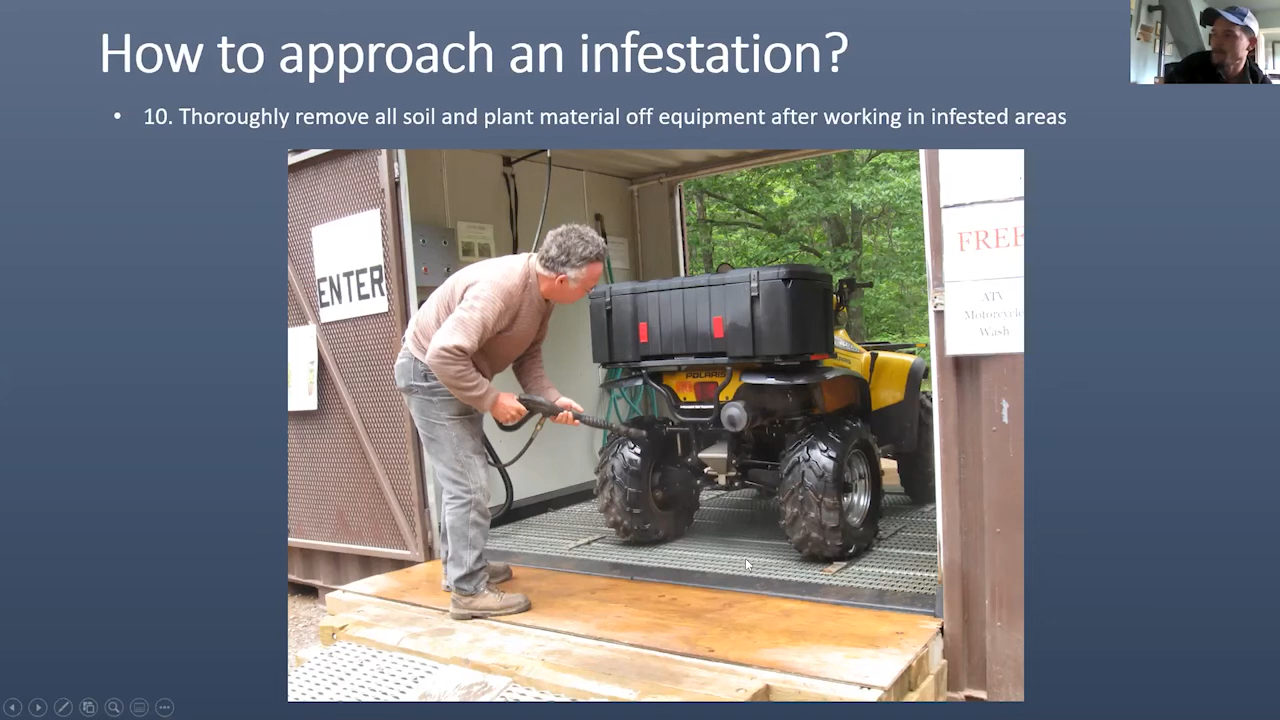 How to approach an infestation?
• 10. Thoroughly remove all soil and plant material off equipment after working in infested areas
ENTER
FREE
ATV
Motorcycle
Wash
POLARIS